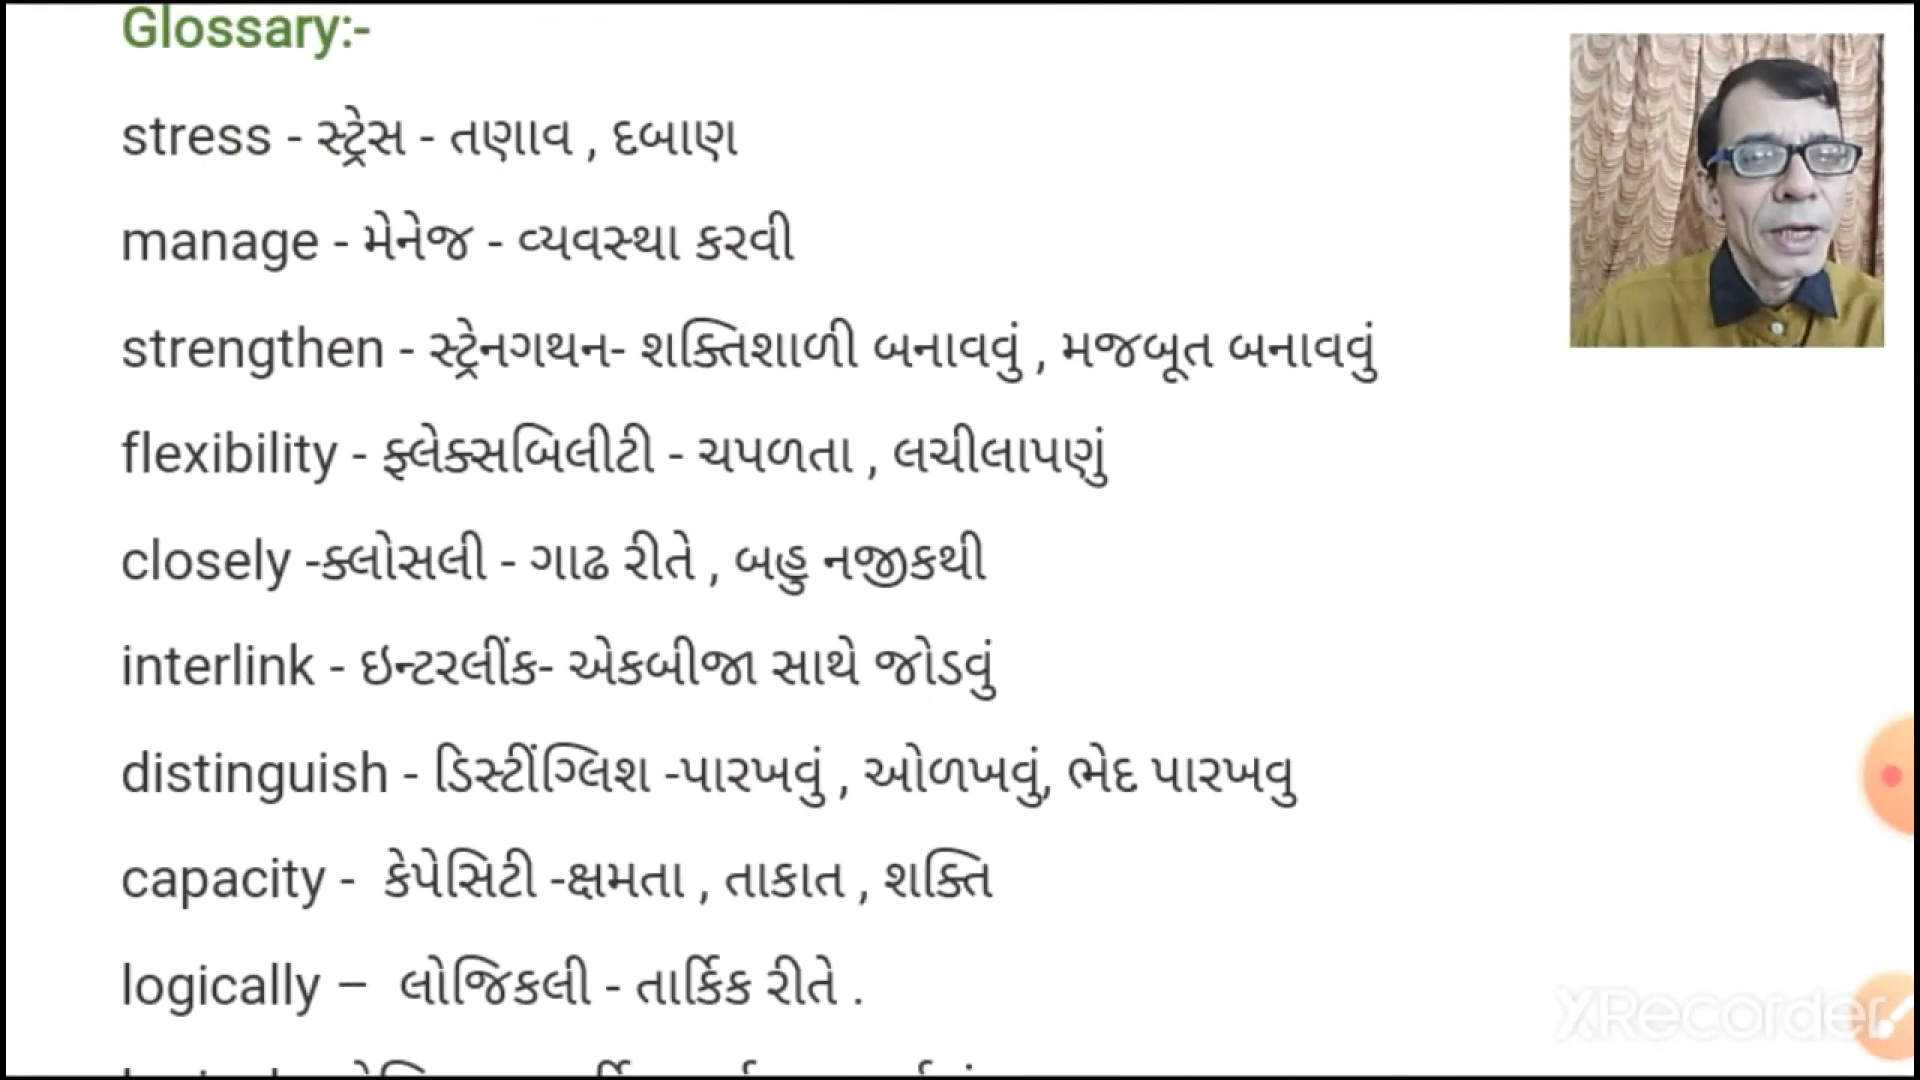 Glossary:-
stress - સ્ટ્રેસ - તણાવ , દબાણ
manage - મેનેજ - વ્યવસ્થા કરવી
strengthen - સ્ટ્રેનગથન- શક્તિશાળી બનાવવું , મજબૂત બનાવવું
flexibility - ફ્લેક્સબિલીટી - ચપળતા , લચીલાપણું
closely -ક્લોસલી - ગાઢ રીતે , બહુ નજીકથી
interlink - ઇન્ટરલીંક- એકબીજા સાથે જોડવું
distinguish - ડિસ્ટીંગ્લિશ -પારખવું , ઓળખવું, ભેદ પારખવુ
capacity - કેપેસિટી -ક્ષમતા , તાકાત , શક્તિ
logically – લોજિકલી - તાર્કિક રીતે .
XRecorder